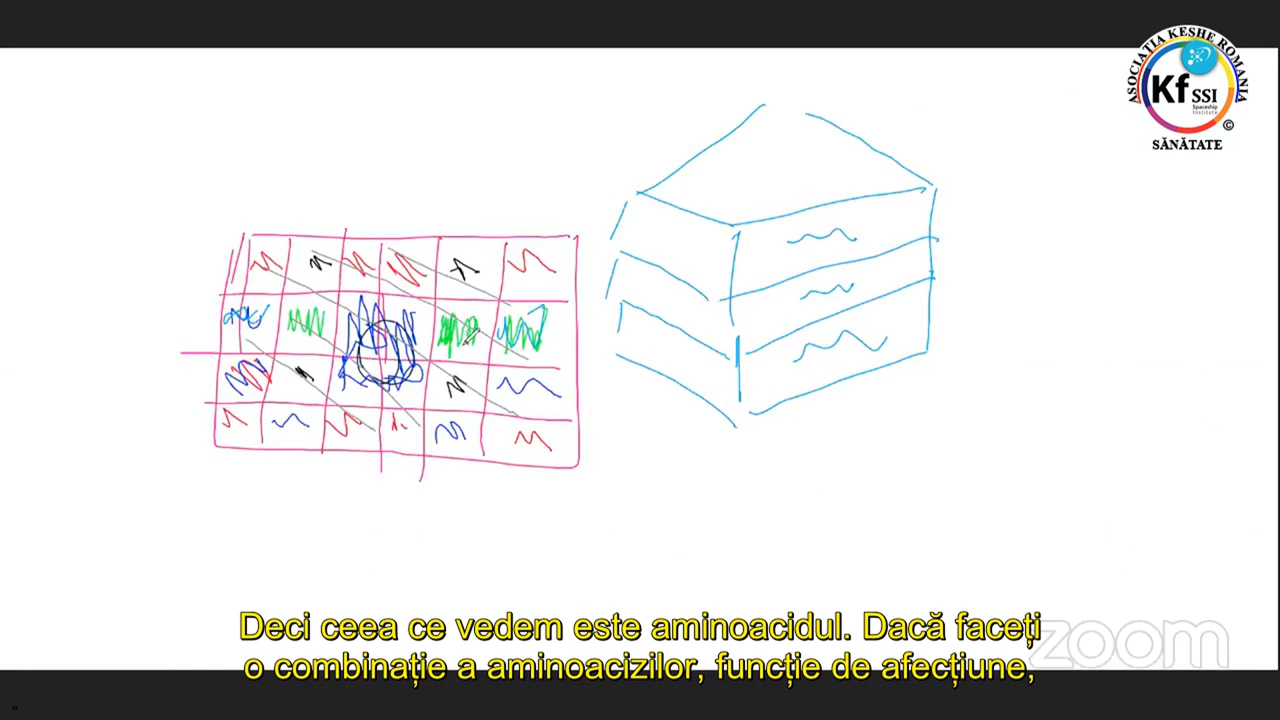 ASOCIAȚIA KESHE ROMANIA
Kf SSI
Spaceship
Institute
©
SĂNĂTATE
Deci ceea ce vedem este aminoacidul. Dacă faceți
o combinație a aminoacizilor, funcție de afecțiune,
zoom